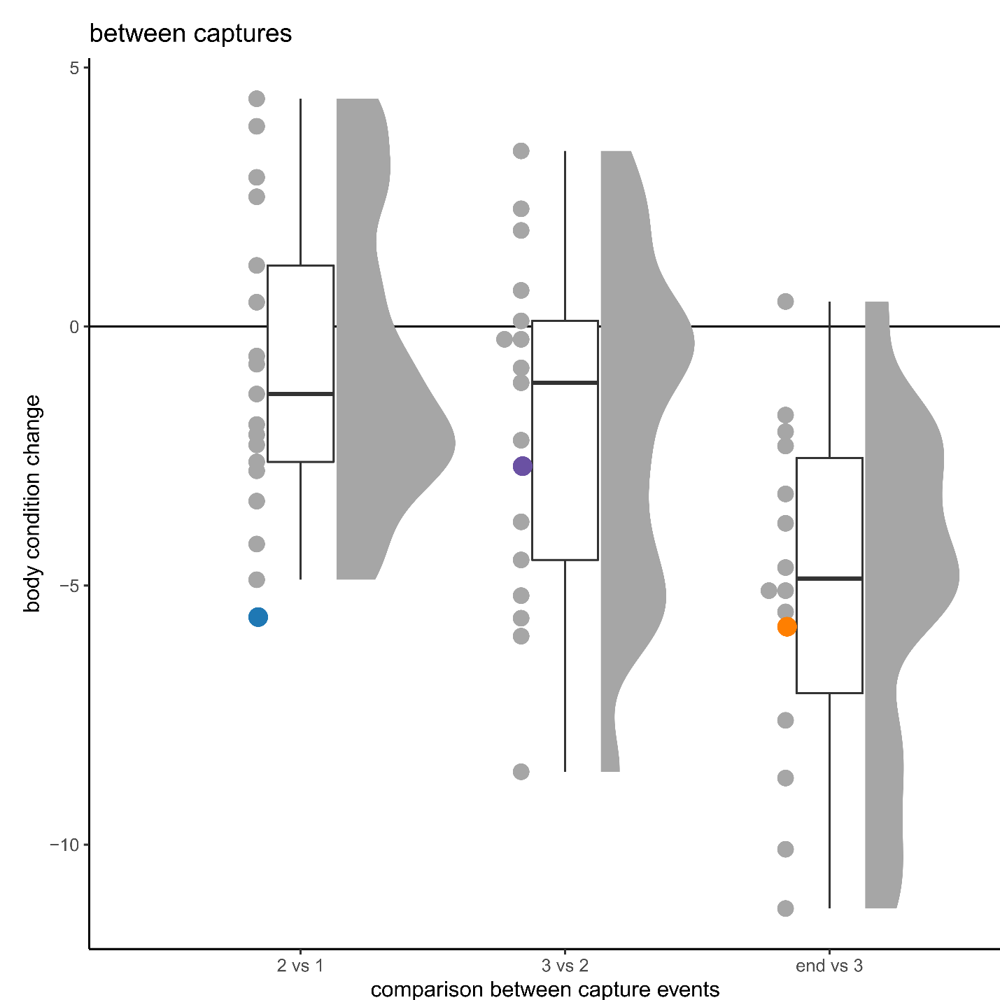 between captures
5
0
−5
−10
body condition change
2 vs 1
3 vs 2
end vs 3
comparison between capture events